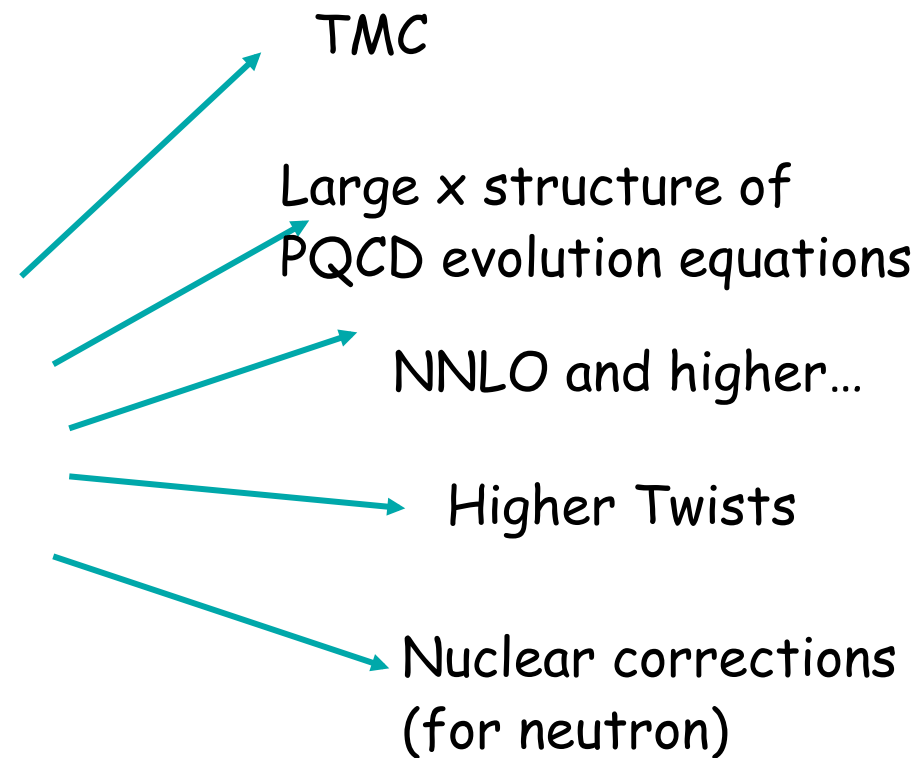 TMC
Large x structure of
PQCD evolution equations
NNLO and higher…
Higher Twists
Nuclear corrections
(for neutron)